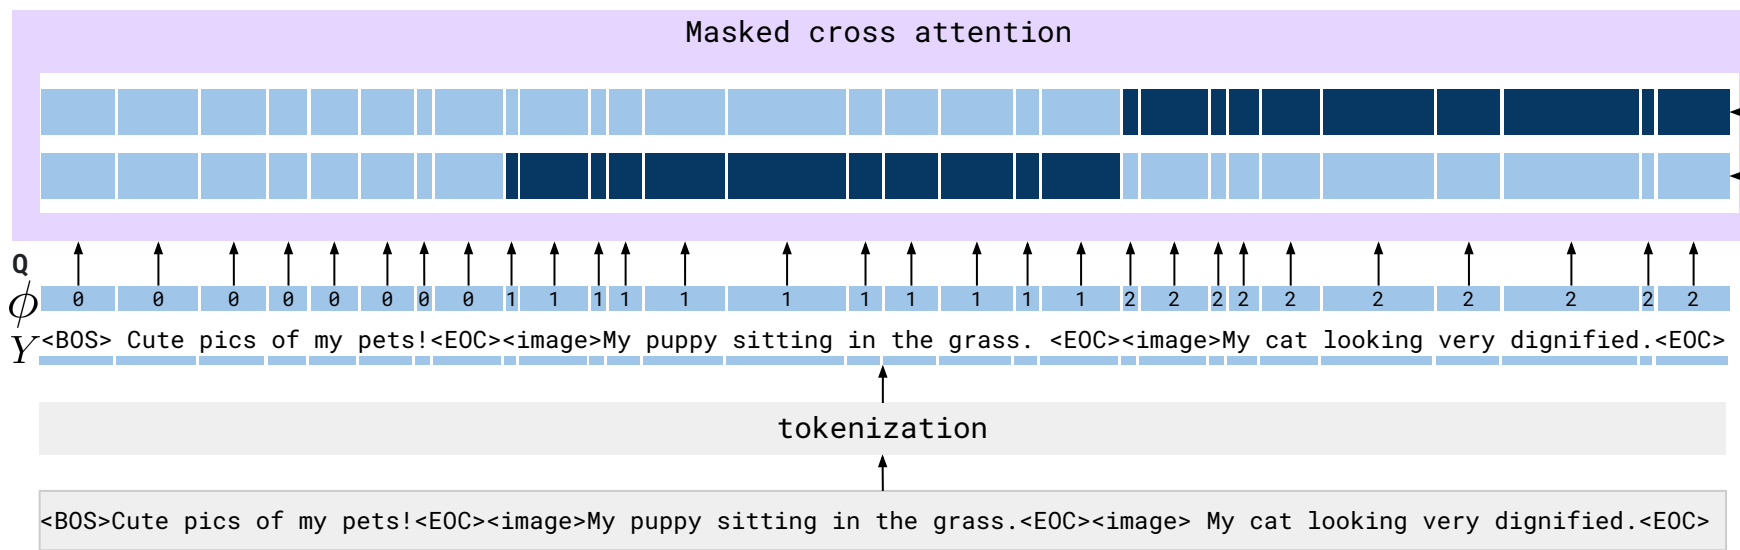 Masked cross attention
Q
ϕ 0 0 0 0 0 0 0 0 1 1 1 1 1 1 1 1 1 1 1 2 2 2 2 2 2 2 2 2 2
Y <BOS> Cute pics of my pets!<EOC><image>My puppy sitting in the grass. <EOC><image>My cat looking very dignified.<EOC>
tokenization
<BOS>Cute pics of my pets!<EOC><image>My puppy sitting in the grass.<EOC><image> My cat looking very dignified.<EOC>